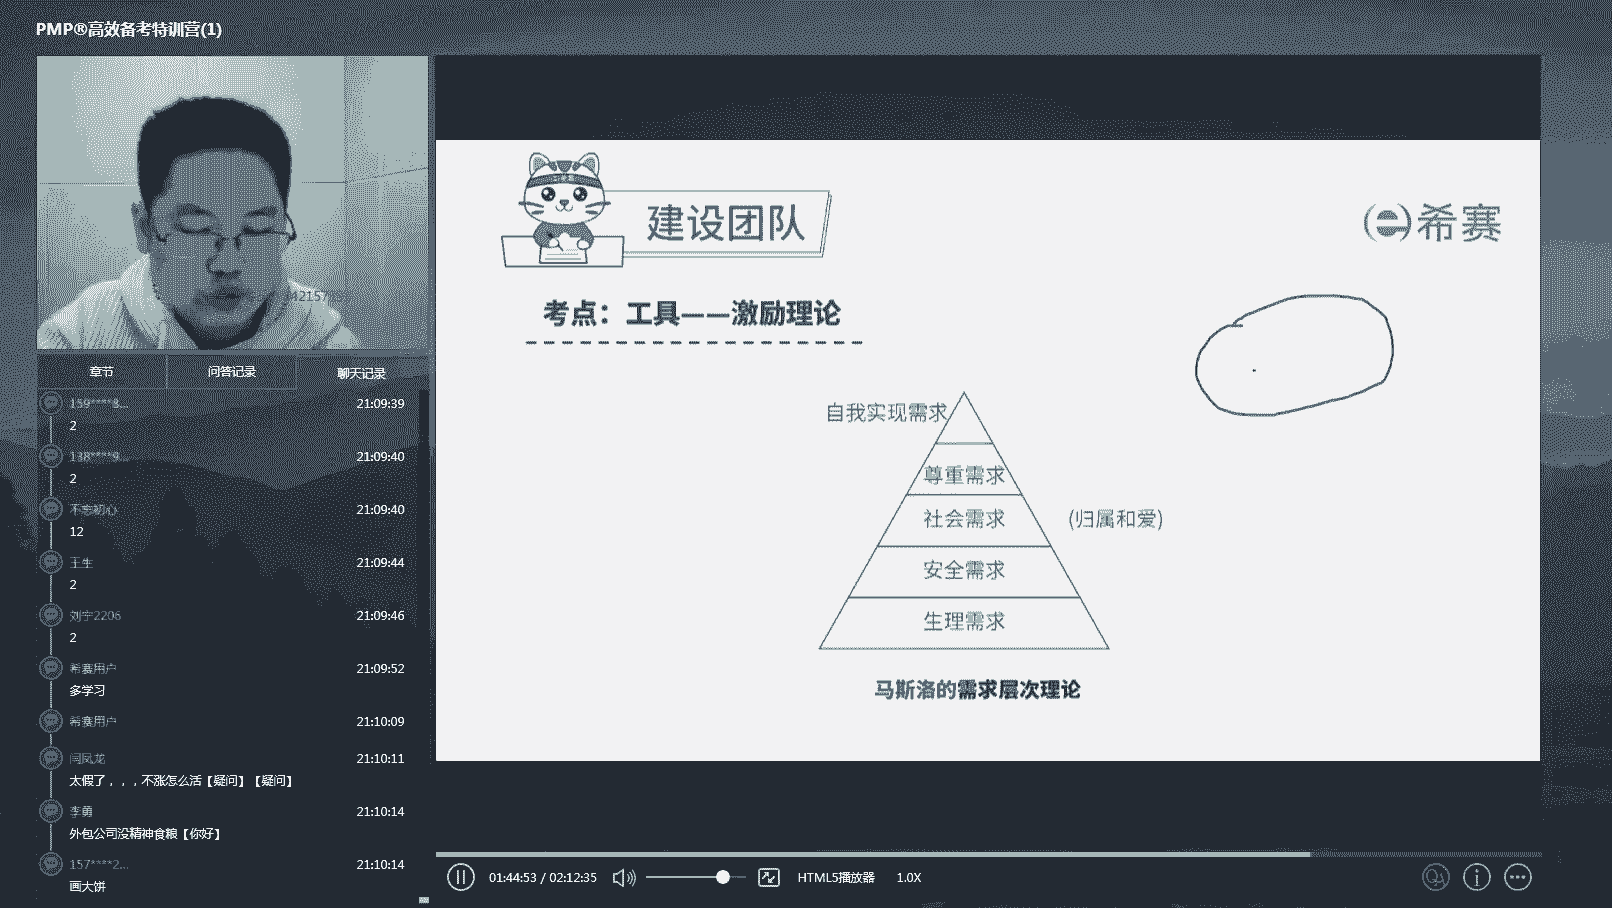 PMP®高效备考特训营(1)
章节
问答记录
聊天记录
159****3...
21:09:39
2
138****9...
21:09:40
2
不忘初心
21:09:40
12
王生
21:09:44
2
刘宁2206
21:09:46
2
希赛用户
21:09:52
多学习
希赛用户
21:10:09
闫凤龙
21:10:11
太假了，，，不涨怎么活【疑问】【疑问】
李勇
21:10:14
外包公司没精神食粮【你好】
157****2...
21:10:14
画大饼
建设团队
希赛
考点：工具——激励理论
自我实现需求
尊重需求
社会需求
(归属和爱)
安全需求
生理需求
马斯洛的需求层次理论
01:44:53 / 02:12:35
HTML5播放器
1.0X